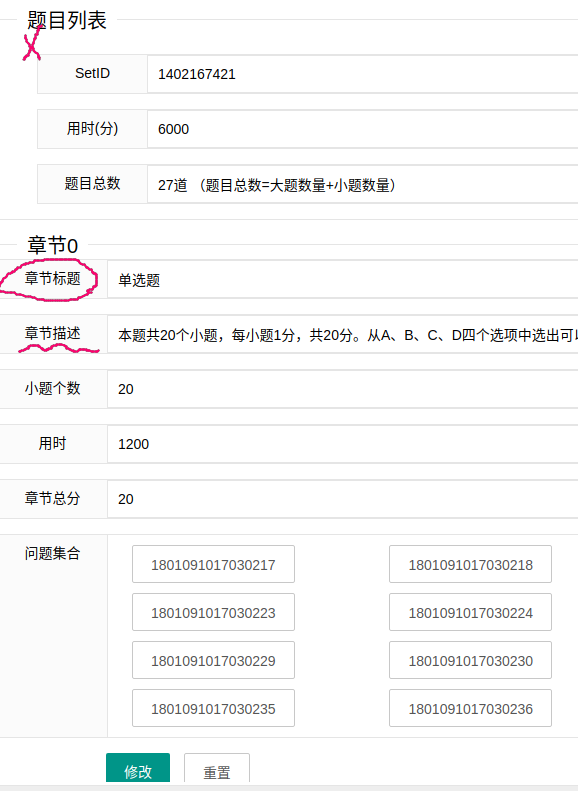 题目列表
SetID 1402167421
用时(分) 6000
题目总数 27道 （题目总数=大题数量+小题数量）
章节0
章节标题 单选题
章节描述 本题共20个小题，每小题1分，共20分。从A、B、C、D四个选项中选出可
小题个数 20
用时 1200
章节总分 20
问题集合 1801091017030217 1801091017030218
1801091017030223 1801091017030224
1801091017030229 1801091017030230
1801091017030235 1801091017030236
修改 重置